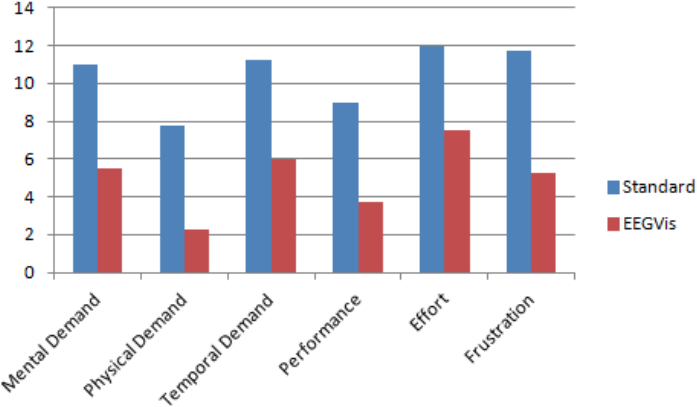 14
12
10
8
6
4
2
0
Standard
EEGVis
Mental Demand
Physical Demand
Temporal Demand
Performance
Effort
Frustration